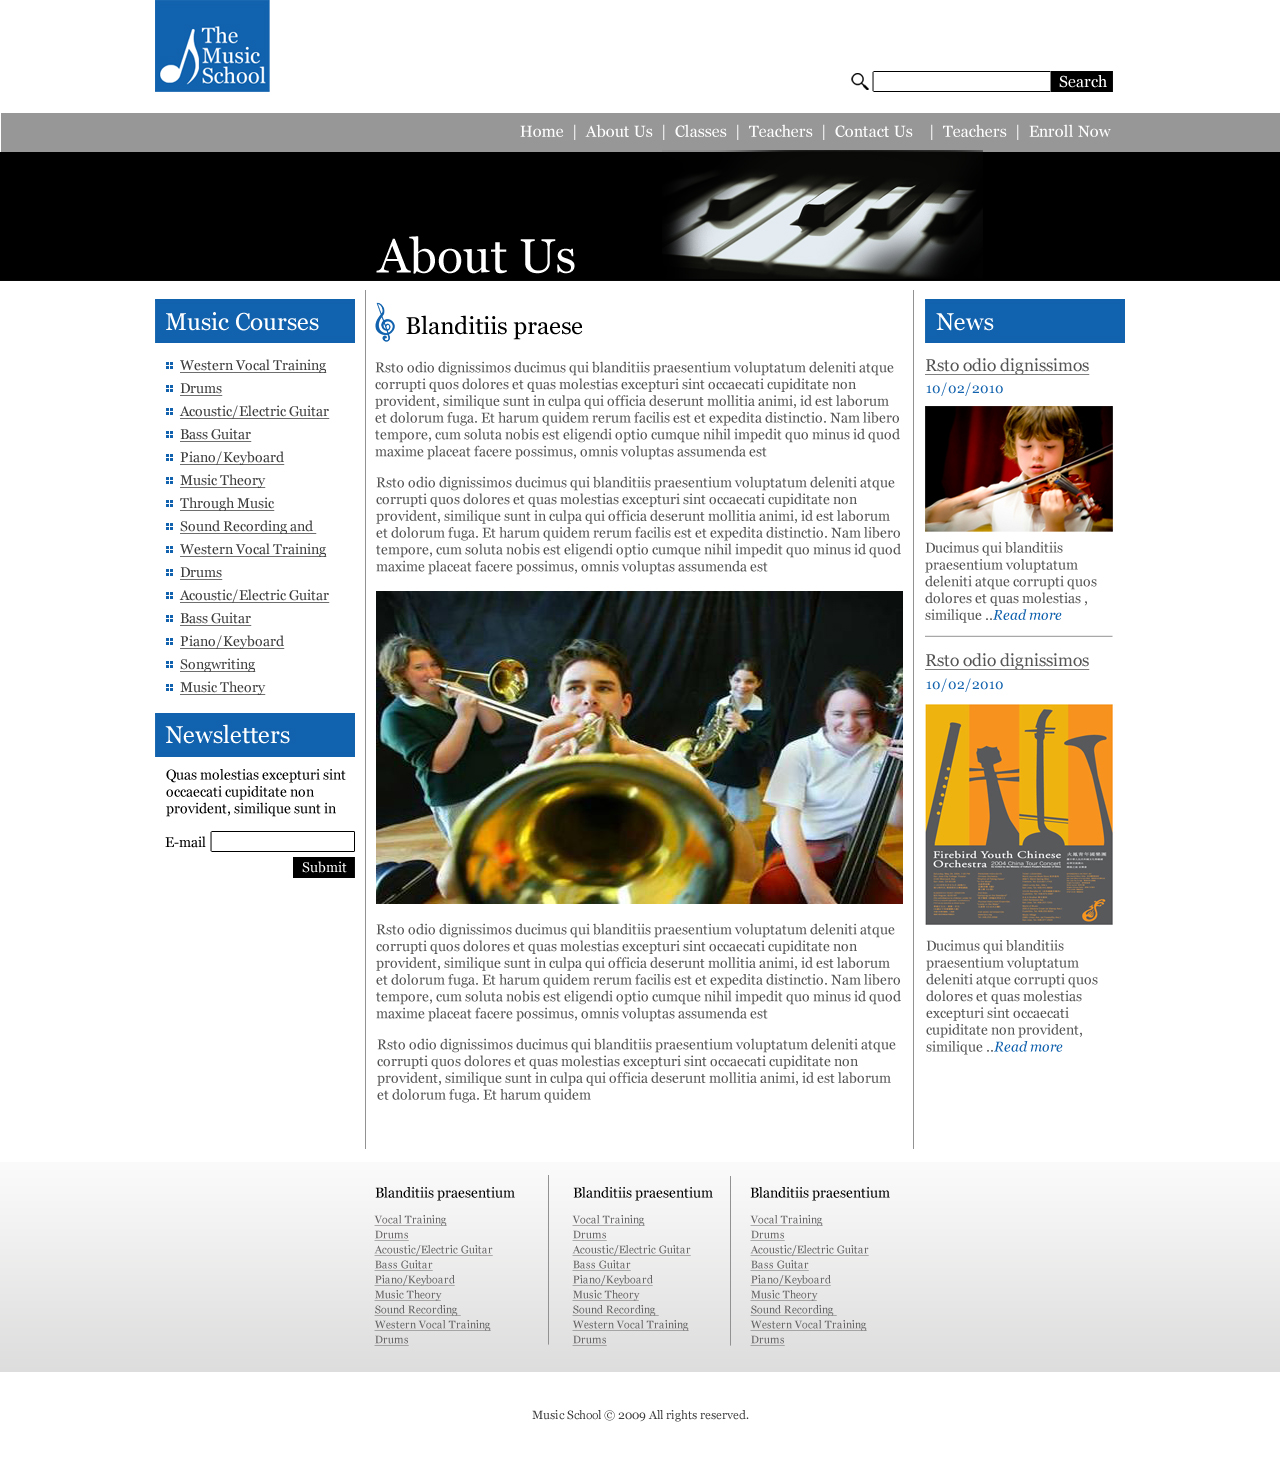 The
Music
School
Search
Home | About Us | Classes | Teachers | Contact Us | Teachers | Enroll Now
About Us
Music Courses
Western Vocal Training
Drums
Acoustic/Electric Guitar
Bass Guitar
Piano/Keyboard
Music Theory
Through Music
Sound Recording and
Western Vocal Training
Drums
Acoustic/Electric Guitar
Bass Guitar
Piano/Keyboard
Songwriting
Music Theory
Newsletters
Quas molestias excepturi sint
occaecati cupiditate non
provident, similique sunt in
E-mail
Submit
Blanditiis praese
Rsto odio dignissimos ducimus qui blanditiis praesentium voluptatum deleniti atque
corrupti quos dolores et quas molestias excepturi sint occaecati cupiditate non
provident, similique sunt in culpa qui officia deserunt mollitia animi, id est laborum
et dolorum fuga. Et harum quidem rerum facilis est et expedita distinctio. Nam libero
tempore, cum soluta nobis est eligendi optio cumque nihil impedit quo minus id quod
maxime placeat facere possimus, omnis voluptas assumenda est
Rsto odio dignissimos ducimus qui blanditiis praesentium voluptatum deleniti atque
corrupti quos dolores et quas molestias excepturi sint occaecati cupiditate non
provident, similique sunt in culpa qui officia deserunt mollitia animi, id est laborum
et dolorum fuga. Et harum quidem rerum facilis est et expedita distinctio. Nam libero
tempore, cum soluta nobis est eligendi optio cumque nihil impedit quo minus id quod
maxime placeat facere possimus, omnis voluptas assumenda est
Rsto odio dignissimos ducimus qui blanditiis praesentium voluptatum deleniti atque
corrupti quos dolores et quas molestias excepturi sint occaecati cupiditate non
provident, similique sunt in culpa qui officia deserunt mollitia animi, id est laborum
et dolorum fuga. Et harum quidem rerum facilis est et expedita distinctio. Nam libero
tempore, cum soluta nobis est eligendi optio cumque nihil impedit quo minus id quod
maxime placeat facere possimus, omnis voluptas assumenda est
Rsto odio dignissimos ducimus qui blanditiis praesentium voluptatum deleniti atque
corrupti quos dolores et quas molestias excepturi sint occaecati cupiditate non
provident, similique sunt in culpa qui officia deserunt mollitia animi, id est laborum
et dolorum fuga. Et harum quidem
News
Rsto odio dignissimos
10/02/2010
Ducimus qui blanditiis
praesentium voluptatum
deleniti atque corrupti quos
dolores et quas molestias ,
similique ..Read more
Rsto odio dignissimos
10/02/2010
Firebird Youth Chinese
Orchestra 2004 China Tour Concert
Ducimus qui blanditiis
praesentium voluptatum
deleniti atque corrupti quos
dolores et quas molestias
excepturi sint occaecati
cupiditate non provident,
similique ..Read more
Blanditiis praesentium
Vocal Training
Drums
Acoustic/Electric Guitar
Bass Guitar
Piano/Keyboard
Music Theory
Sound Recording
Western Vocal Training
Drums
Blanditiis praesentium
Vocal Training
Drums
Acoustic/Electric Guitar
Bass Guitar
Piano/Keyboard
Music Theory
Sound Recording
Western Vocal Training
Drums
Blanditiis praesentium
Vocal Training
Drums
Acoustic/Electric Guitar
Bass Guitar
Piano/Keyboard
Music Theory
Sound Recording
Western Vocal Training
Drums
Music School © 2009 All rights reserved.